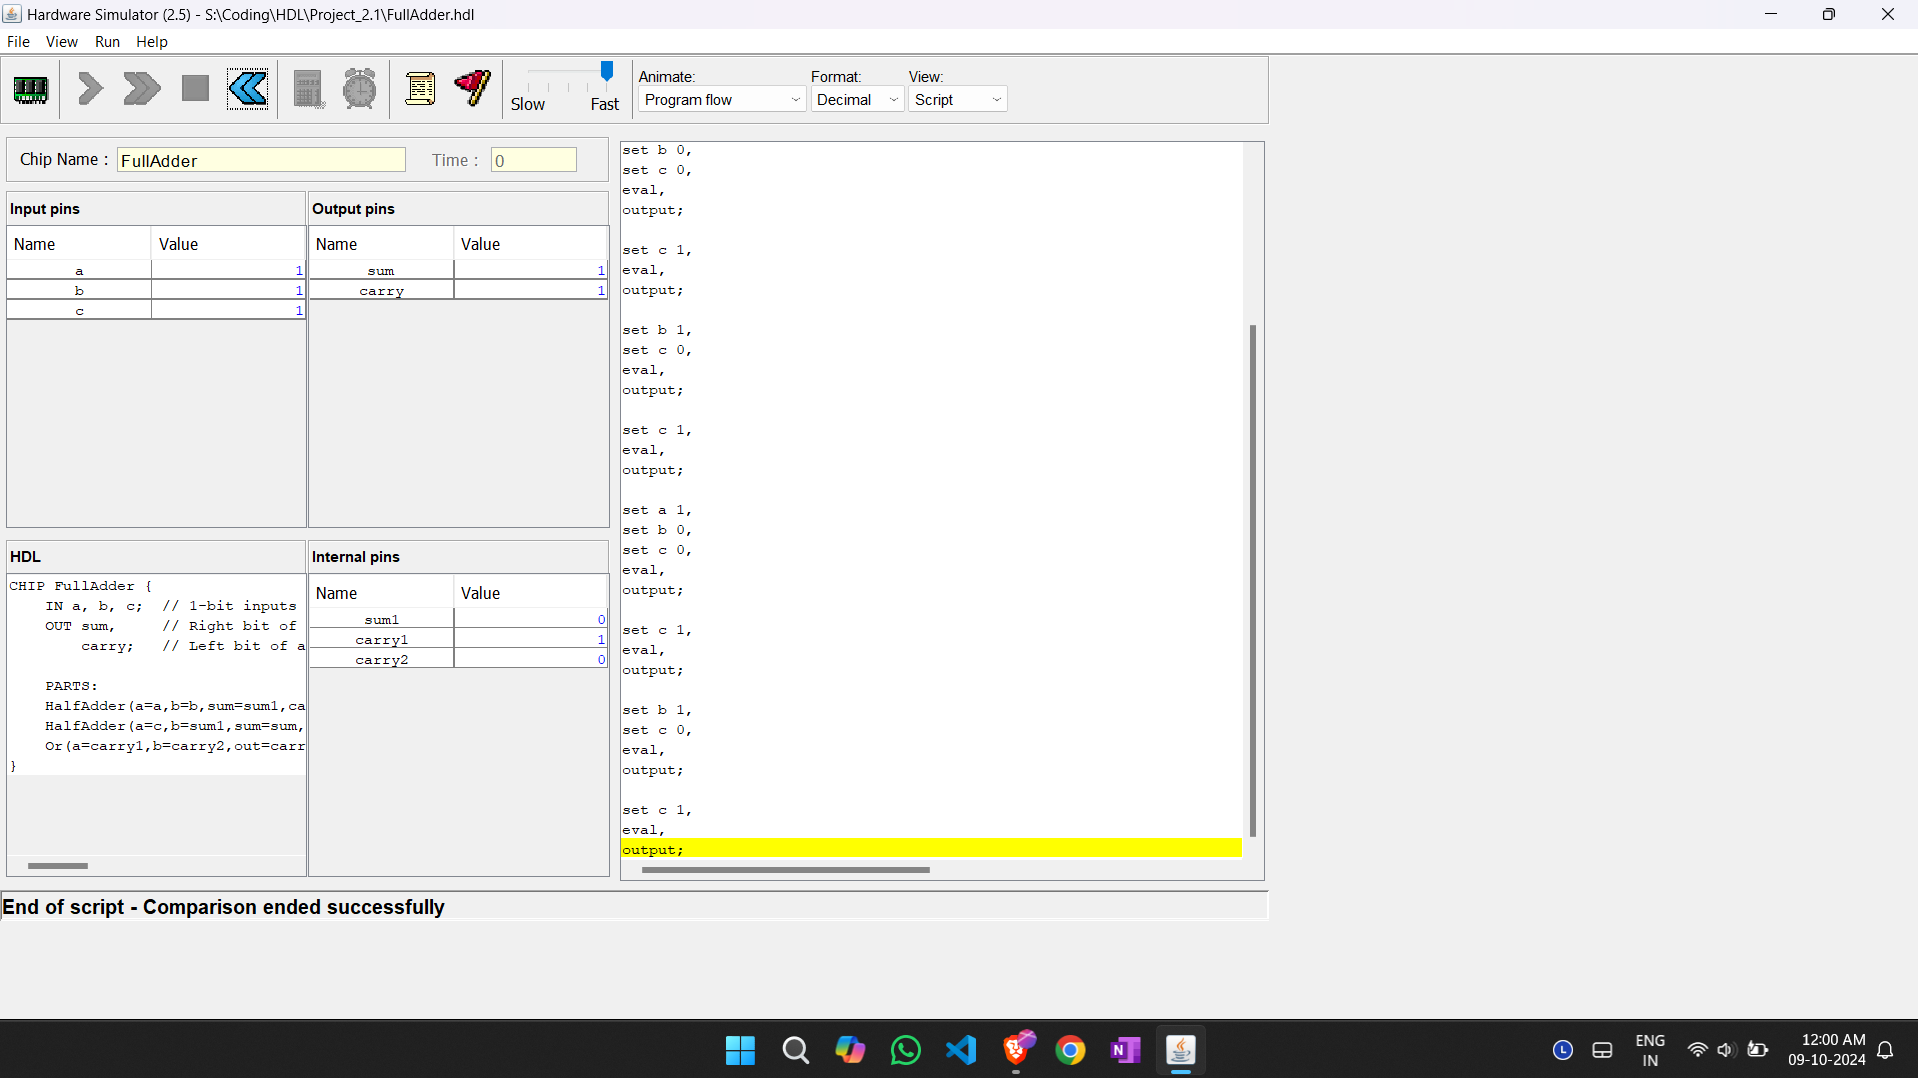 Hardware Simulator (2.5) - S:\Coding\HDL\Project_2.1\FullAdder.hdl
File View Run Help
Slow Fast
Animate: Format: View:
Program flow Decimal Script
Chip Name : FullAdder Time : 0
Input pins
Name Value
a 1
b 1
c 1
Output pins
Name Value
sum 1
carry 1
HDL
CHIP FullAdder {
IN a, b, c; // 1-bit inputs
OUT sum, // Right bit of
carry; // Left bit of a
PARTS:
HalfAdder(a=a,b=b,sum=sum1,ca
HalfAdder(a=c,b=sum1,sum=sum,
Or(a=carry1,b=carry2,out=carr
}
Internal pins
Name Value
sum1 0
carry1 1
carry2 0
set b 0,
set c 0,
eval,
output;
set c 1,
eval,
output;
set b 1,
set c 0,
eval,
output;
set c 1,
eval,
output;
set a 1,
set b 0,
set c 0,
eval,
output;
set c 1,
eval,
output;
set b 1,
set c 0,
eval,
output;
set c 1,
eval,
output;
End of script - Comparison ended successfully
N
L
ENG
IN
12:00 AM
09-10-2024